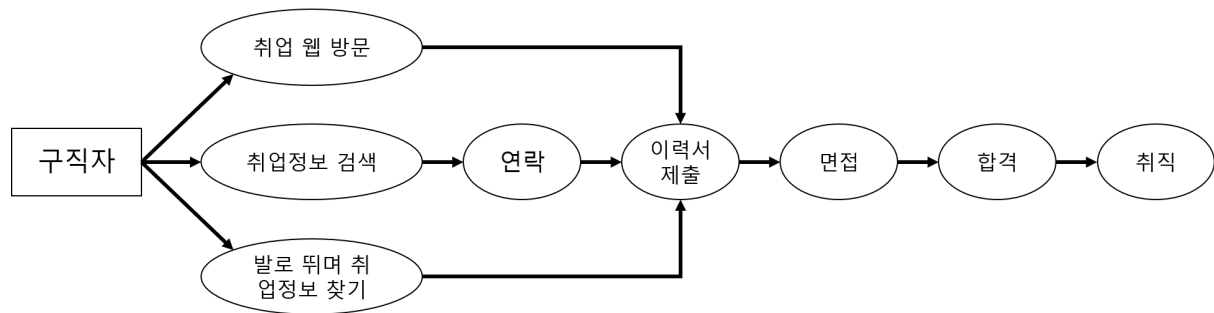 취업 웹 방문
구직자
취업정보 검색
연락
이력서
제출
면접
합격
취직
발로 뛰며 취
업정보 찾기